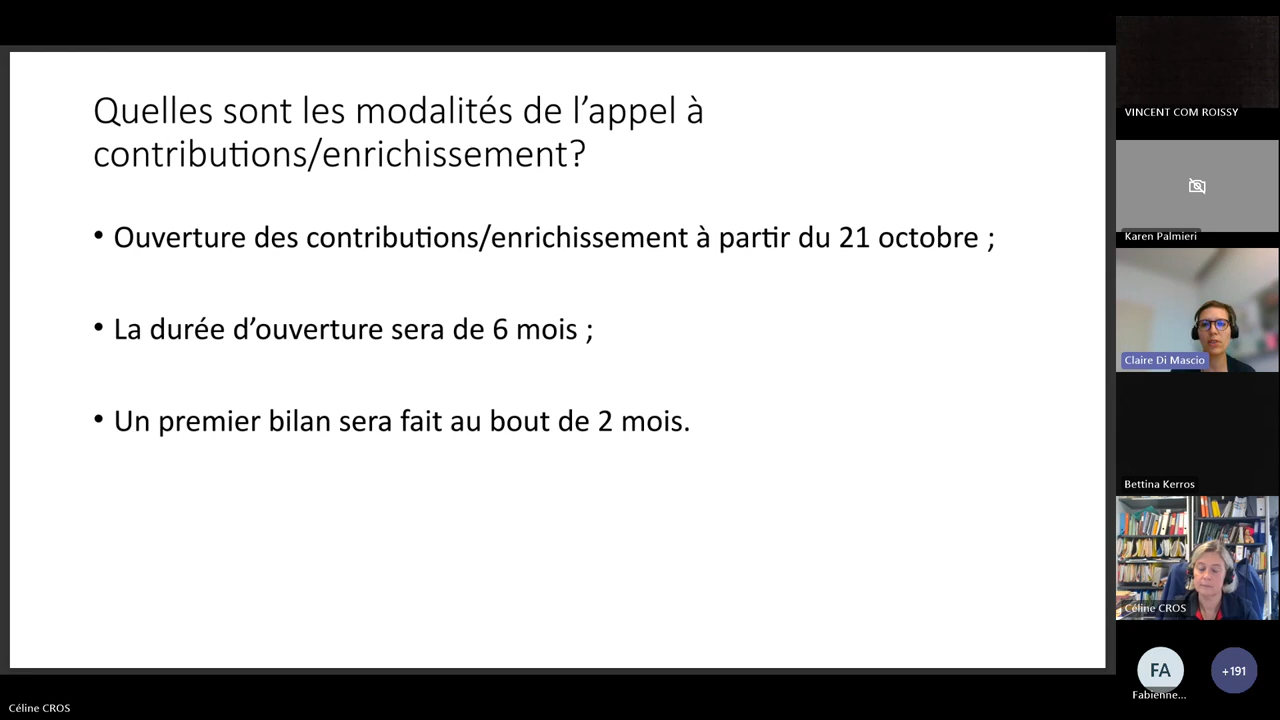 Quelles sont les modalités de l’appel à
contributions/enrichissement?
• Ouverture des contributions/enrichissement à partir du 21 octobre ;
• La durée d’ouverture sera de 6 mois ;
• Un premier bilan sera fait au bout de 2 mois.
VINCENT COM ROISSY
Karen Palmieri
Claire Di Mascio
Bettina Kerros
Céline CROS
FA
+191
Fabienne...
Céline CROS